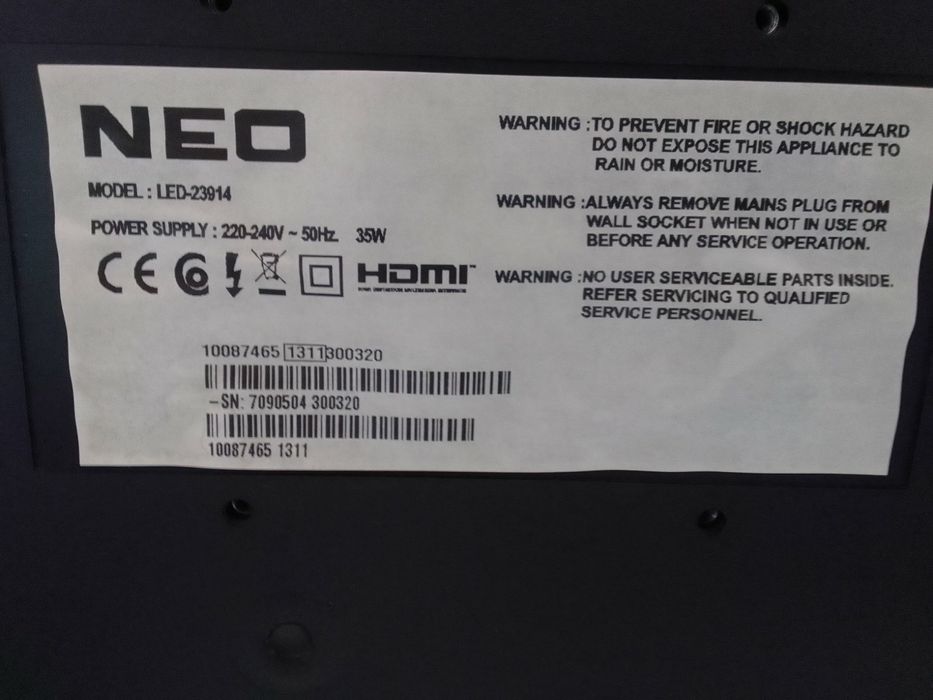 NEO
MODEL : LED-23914
POWER SUPPLY : 220-240V ~ 50Hz. 35W
CE
HDMI™
WARNING :TO PREVENT FIRE OR SHOCK HAZARD
DO NOT EXPOSE THIS APPLIANCE TO
RAIN OR MOISTURE.
WARNING :ALWAYS REMOVE MAINS PLUG FROM
WALL SOCKET WHEN NOT IN USE OR
BEFORE ANY SERVICE OPERATION.
WARNING :NO USER SERVICEABLE PARTS INSIDE.
REFER SERVICING TO QUALIFIED
SERVICE PERSONNEL.
10087465 1311300320
-SN: 7090504 300320
10087465 1311